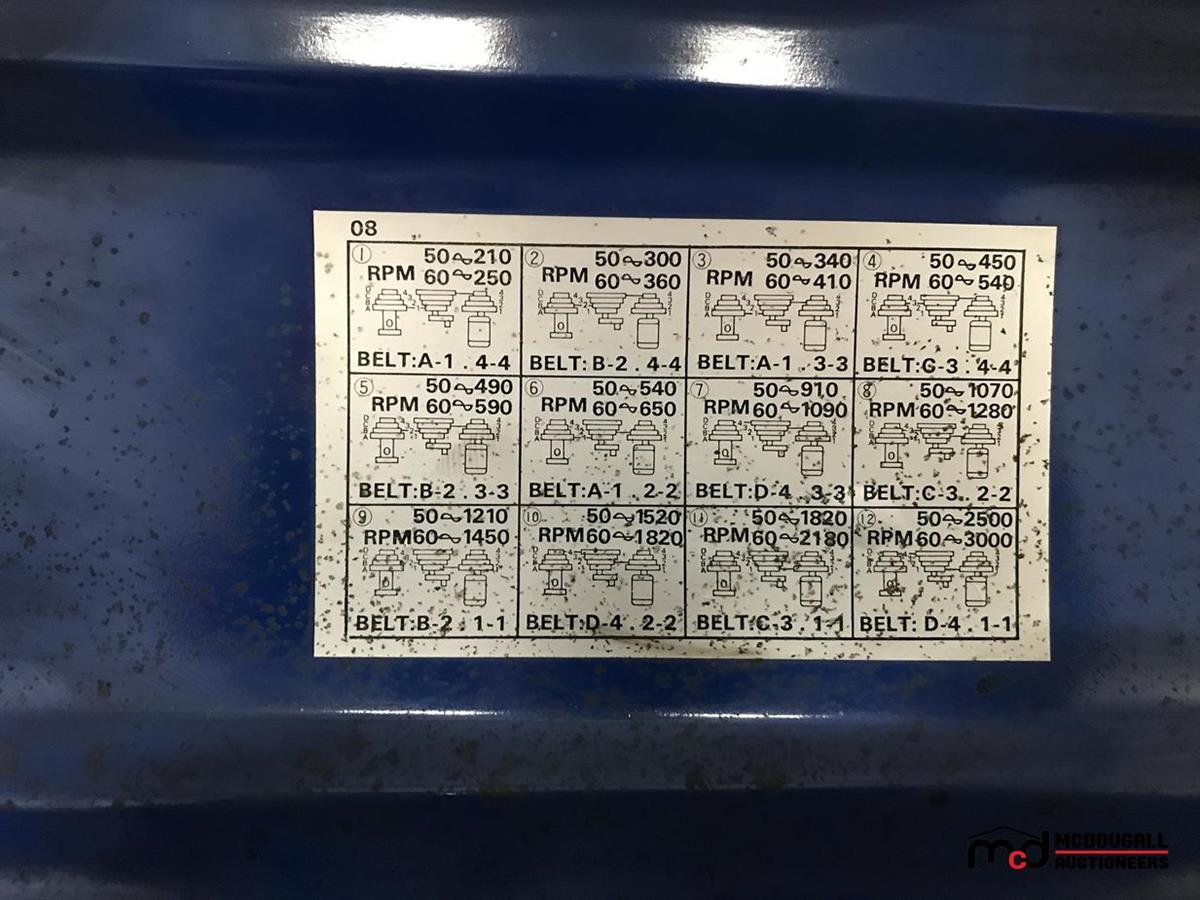 08
① 50~210 ② 50~300 ③ 50~340 ④ 50~450
RPM 60~250 RPM 60~360 RPM 60~410 RPM 60~540
BELT:A-1 . 4-4 BELT:B-2 . 4-4 BELT:A-1 . 3-3 BELT:C-3 . 4-4
⑤ 50~490 ⑥ 50~540 ⑦ 50~910 ⑧ 50~1070
RPM 60~590 RPM 60~650 RPM 60~1090 RPM 60~1280
BELT:B-2 . 3-3 BELT:A-1 . 2-2 BELT:D-4 . 3-3 BELT:C-3 . 2-2
⑨ 50~1210 ⑩ 50~1520 ⑪ 50~1820 ⑫ 50~2500
RPM 60~1450 RPM 60~1820 RPM 60~2180 RPM 60~3000
BELT:B-2 . 1-1 BELT:D-4 . 2-2 BELT:C-3 . 1-1 BELT: D-4 . 1-1
mcd MCDOUGALL
AUCTIONEERS